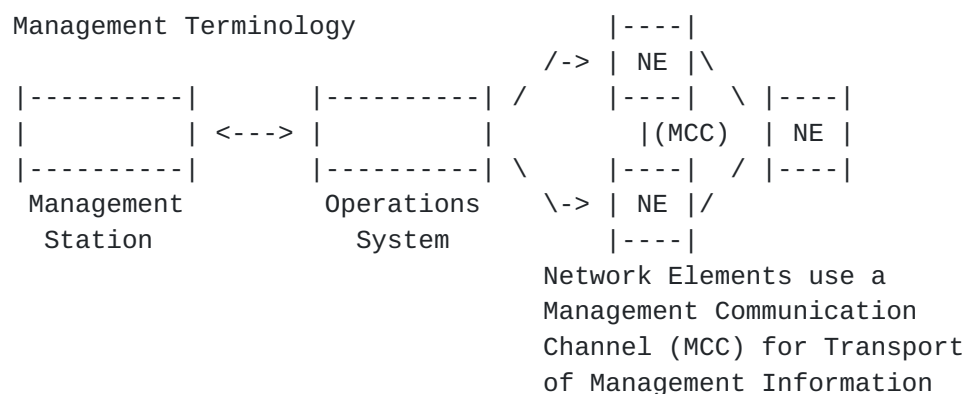 Management Terminology              |----|
                                /-> | NE |\
|----------|       |----------| /     |----|  \ |----|
|          | <---> |          |         |(MCC)  | NE |
|----------|       |----------| \     |----|  / |----|
 Management         Operations    \-> | NE |/
  Station             System          |----|
                                  Network Elements use a
                                  Management Communication
                                  Channel (MCC) for Transport
                                  of Management Information